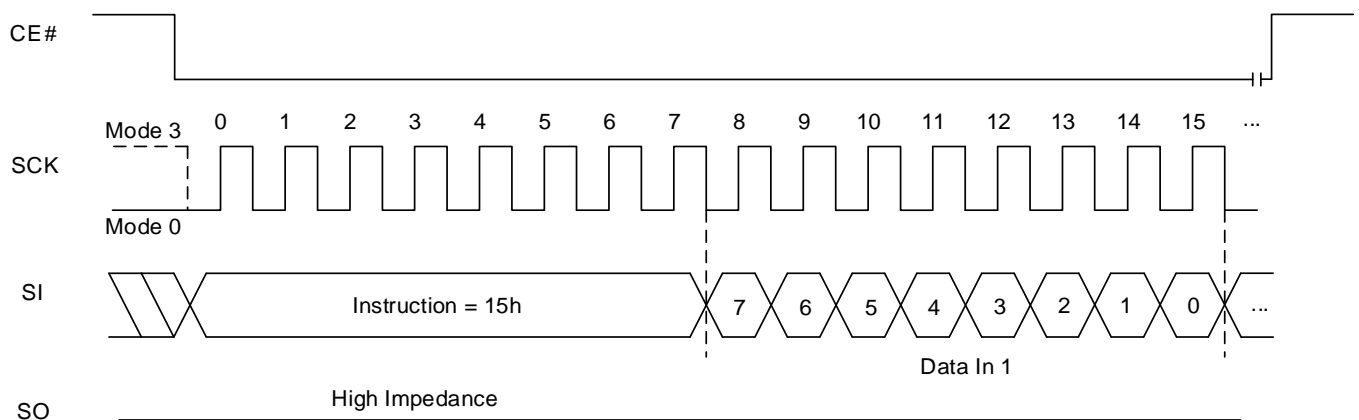 CE#
Mode 3 0 1 2 3 4 5 6 7 8 9 10 11 12 13 14 15 ...
SCK
Mode 0
SI Instruction = 15h 7 6 5 4 3 2 1 0 ...
Data In 1
High Impedance
SO